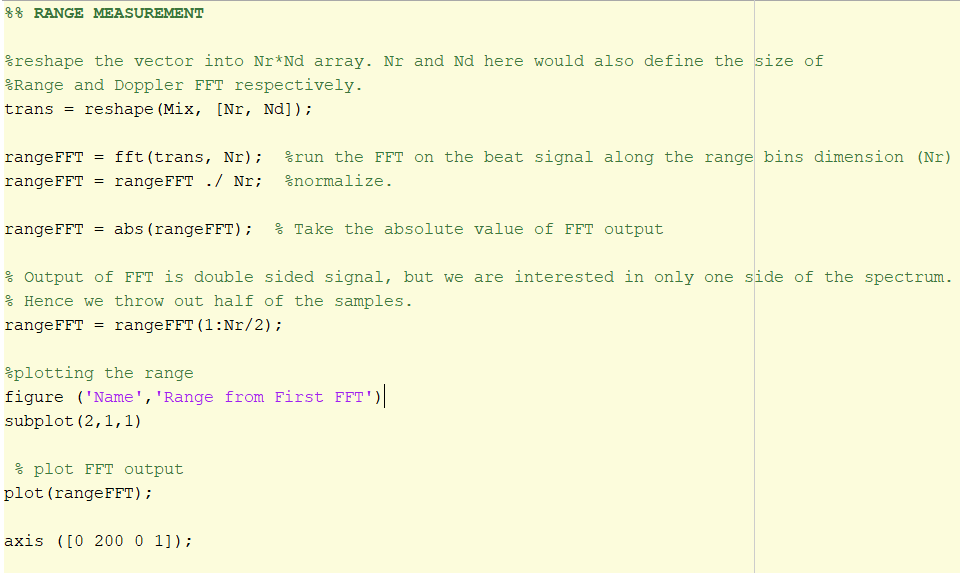 %% RANGE MEASUREMENT
%reshape the vector into Nr*Nd array. Nr and Nd here would also define the size of
%Range and Doppler FFT respectively.
trans = reshape(Mix, [Nr, Nd]);
rangeFFT = fft(trans, Nr);  %run the FFT on the beat signal along the range bins dimension (Nr)
rangeFFT = rangeFFT ./ Nr;  %normalize.
rangeFFT = abs(rangeFFT);  % Take the absolute value of FFT output
% Output of FFT is double sided signal, but we are interested in only one side of the spectrum.
% Hence we throw out half of the samples.
rangeFFT = rangeFFT(1:Nr/2);
%plotting the range
figure ('Name','Range from First FFT')
subplot(2,1,1)
% plot FFT output
plot(rangeFFT);
axis ([0 200 0 1]);